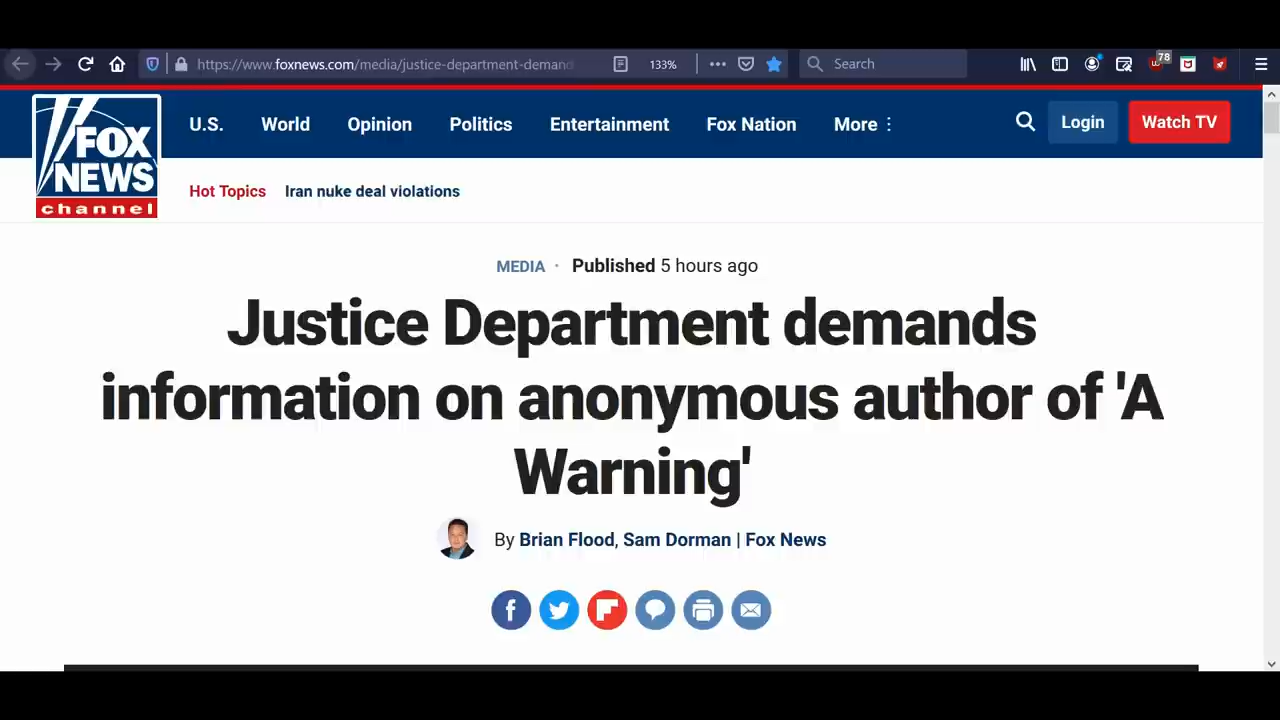 https://www.foxnews.com/media/justice-department-demand
133%
Search
78
FOX
NEWS
channel
U.S.
World
Opinion
Politics
Entertainment
Fox Nation
More
Login
Watch TV
Hot Topics
Iran nuke deal violations
MEDIA · Published 5 hours ago
Justice Department demands
information on anonymous author of 'A
Warning'
By Brian Flood, Sam Dorman | Fox News